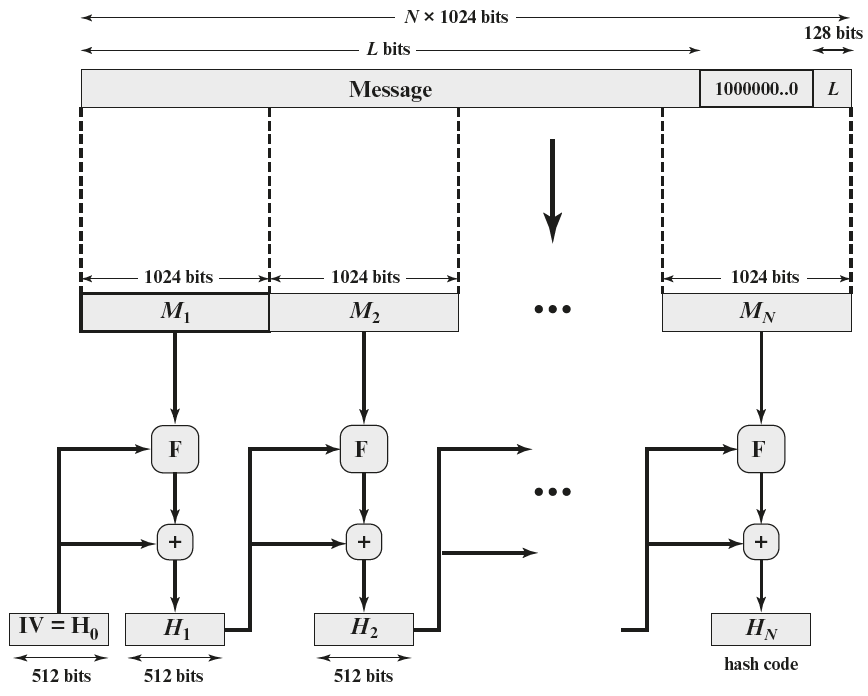 N × 1024 bits
128 bits
L bits
Message
1000000..0
L
1024 bits
1024 bits
1024 bits
M1
M2
•••
MN
F
F
F
•••
+
+
+
IV = H0
H1
H2
HN
512 bits
512 bits
512 bits
hash code